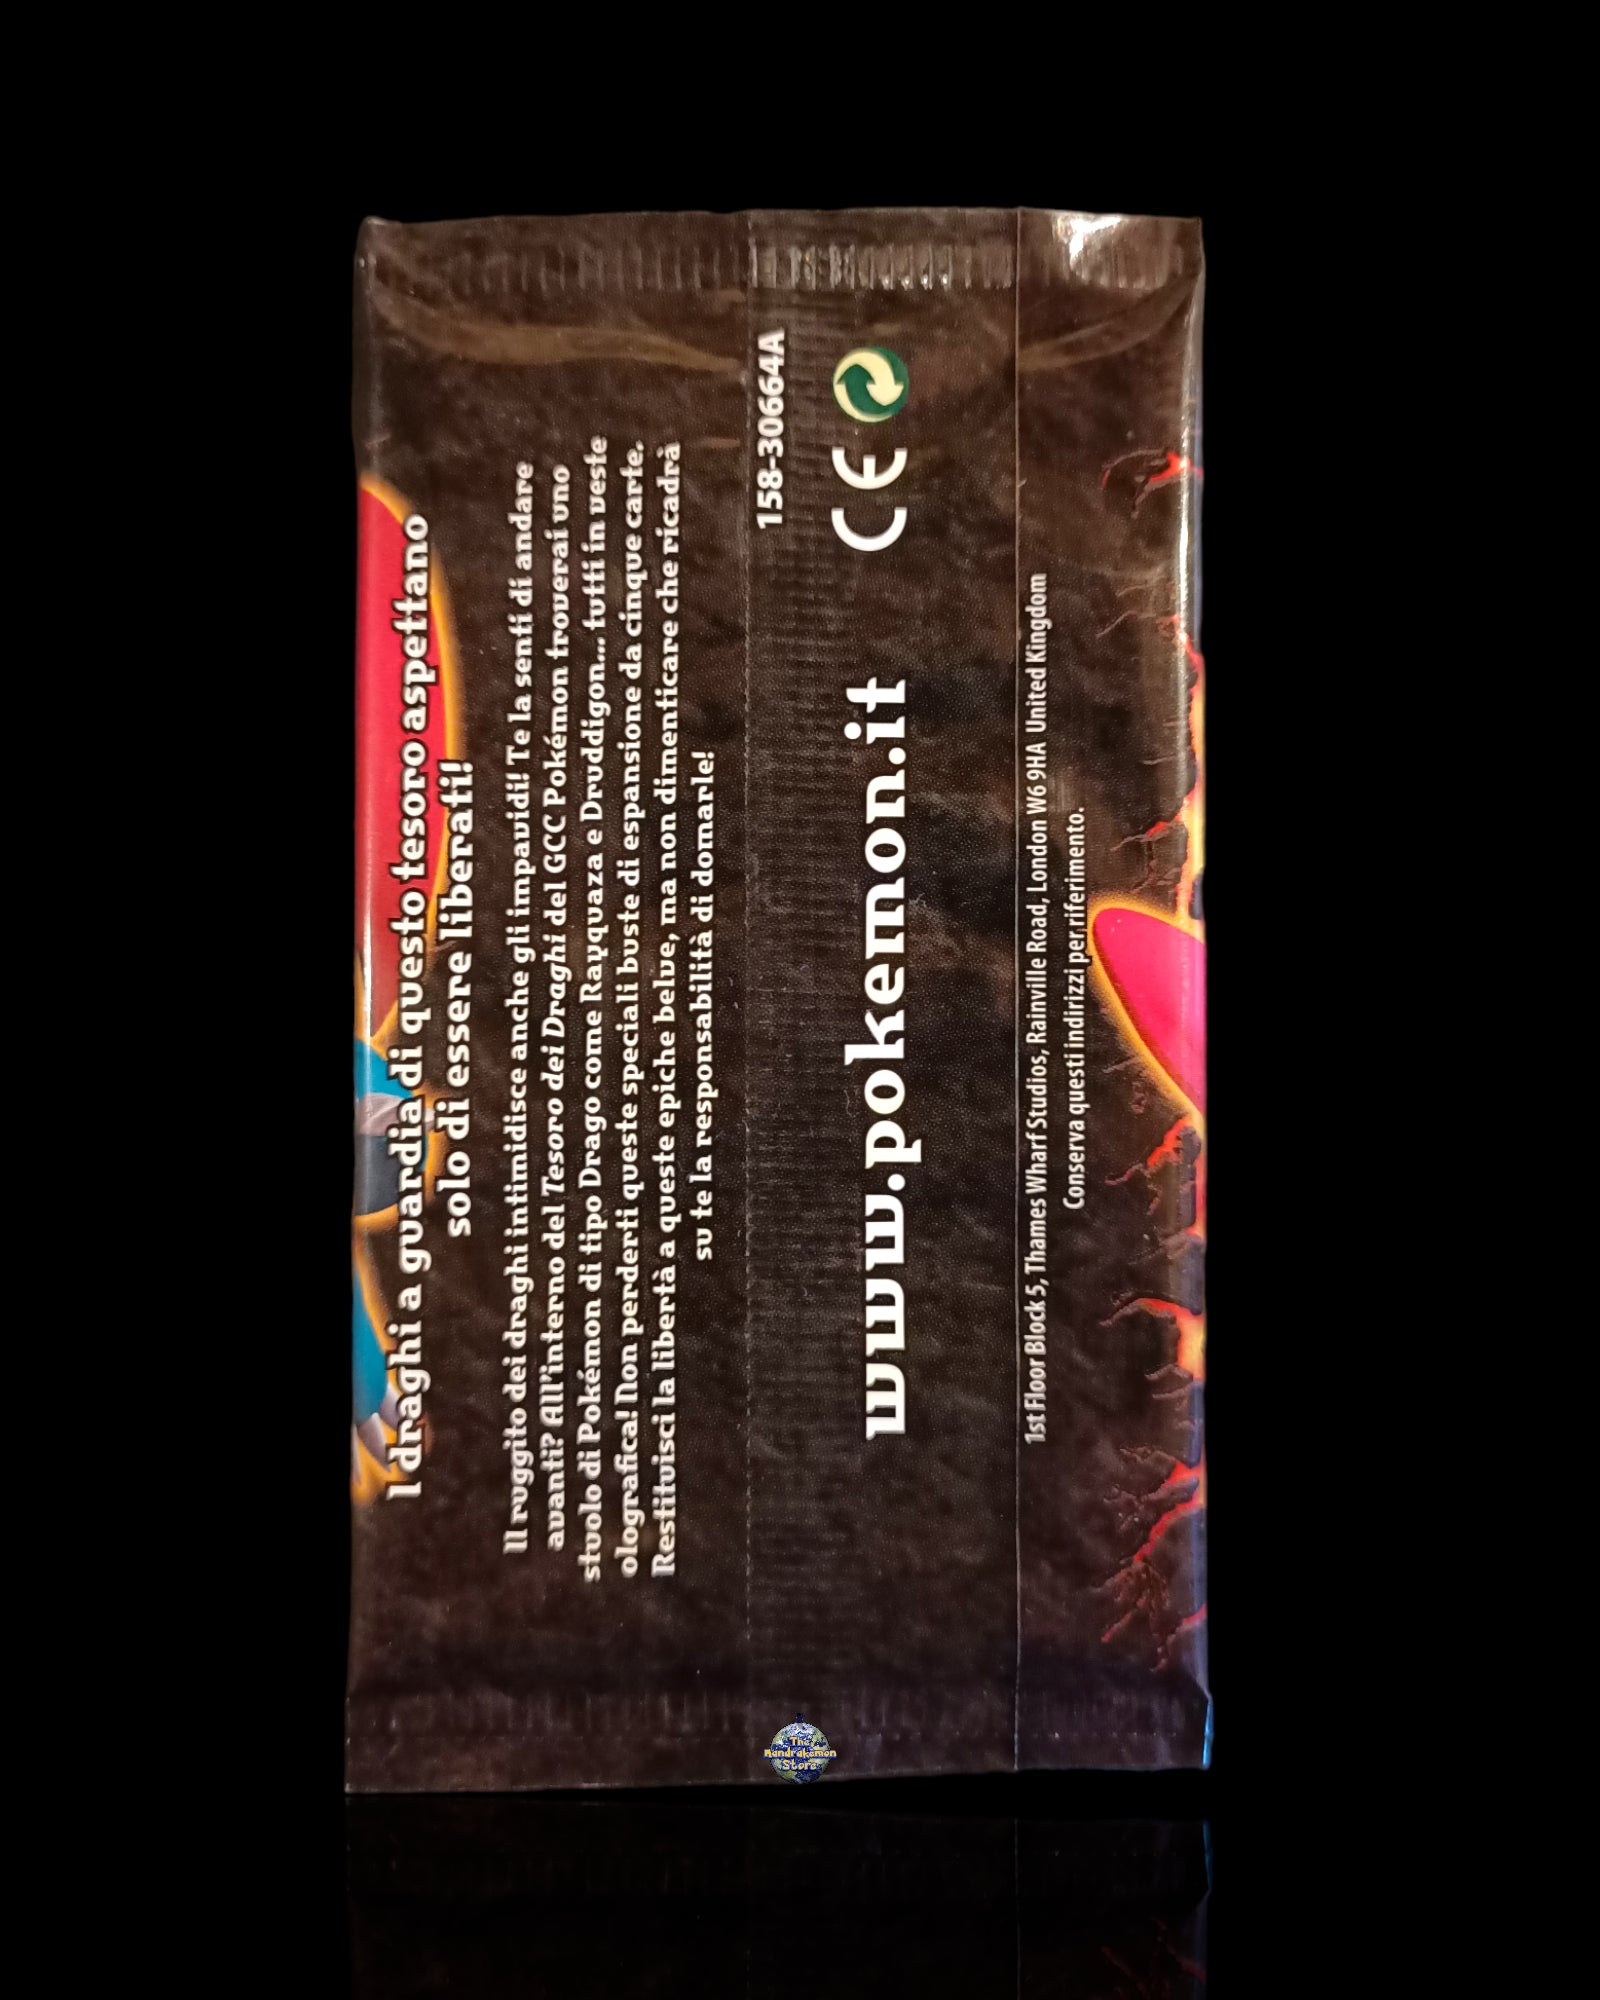 I draghi a guardia di questo tesoro aspettano
solo di essere liberati!
Il ruggito dei draghi intimidisce anche gli impavidi! Te la senti di andare
avanti? All'interno del Tesoro dei Draghi del GCC Pokémon troverai uno
stuolo di Pokémon di tipo Drago come Rayquaza e Druddigon... tutti in veste
olografica! Non perderti queste speciali buste di espansione da cinque carte.
Restituisci la libertà a queste epiche belve, ma non dimenticare che ricadrà
su te la responsabilità di domarle!
158-30664A
www.pokemon.it CE
1st Floor Block 5, Thames Wharf Studios, Rainville Road, London W6 9HA United Kingdom
Conserva questi indirizzi per riferimento.
The
Mandrakemon
Store